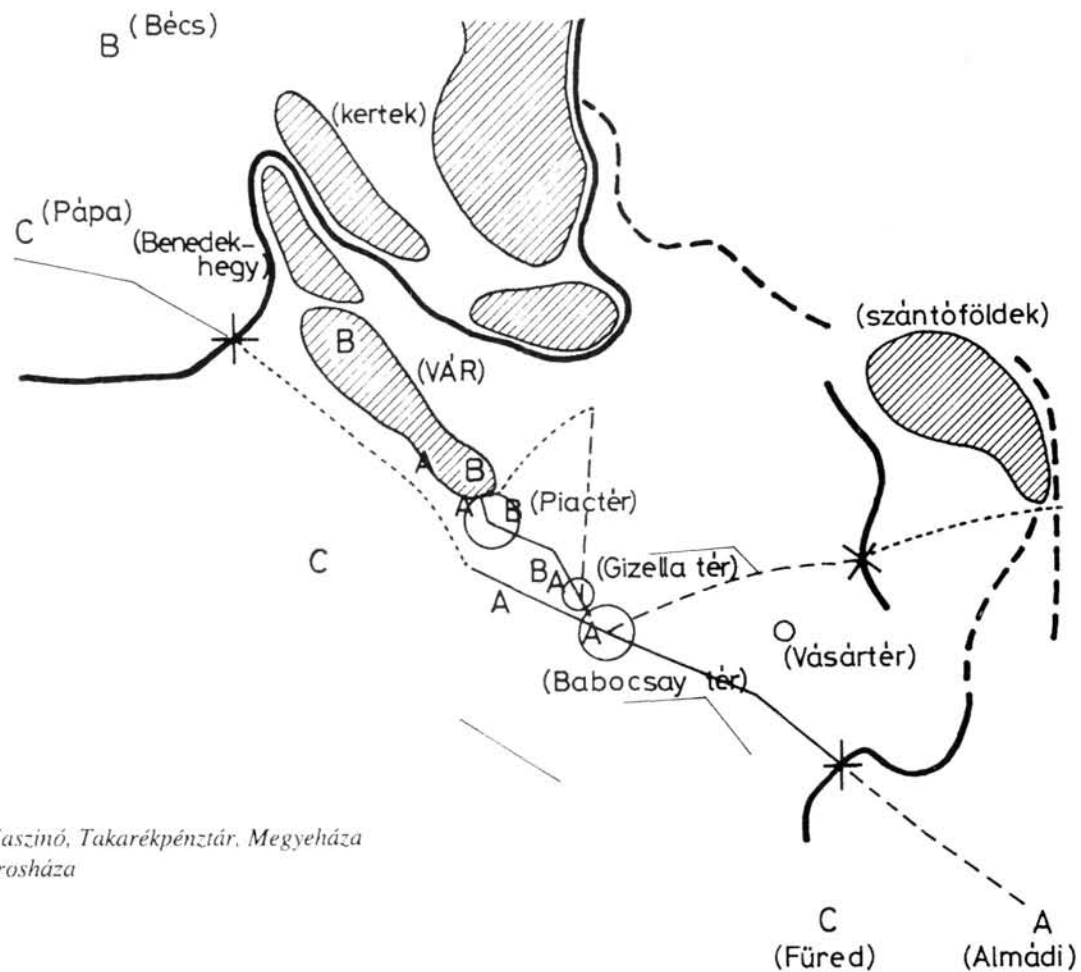 B (Bécs)
(kertek)
C (Pápa)
(Benedek-
hegy)
(szántóföldek)
B
(VÁR)
A
B
A B (Piactér)
C
B A (Gizella tér)
A
A
(Vásártér)
(Babocsay tér)
aszinó, Takarékpénztár, Megyeháza
rosháza
C
(Füred)
A
(Almádi)